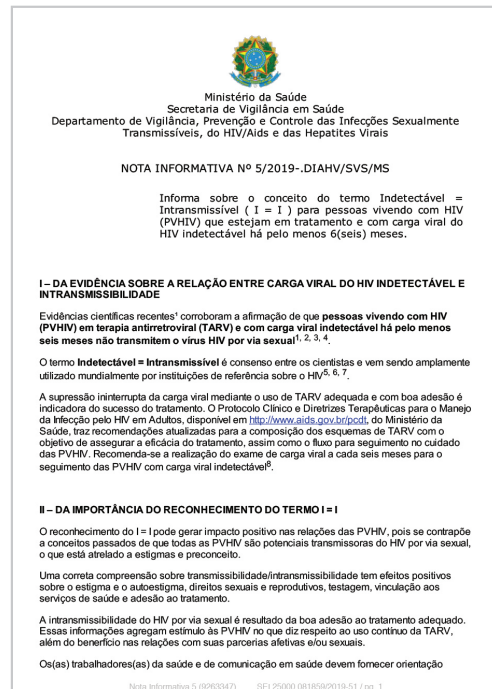 Ministério da Saúde
Secretaria de Vigilância em Saúde
Departamento de Vigilância, Prevenção e Controle das Infecções Sexualmente
Transmissíveis, do HIV/Aids e das Hepatites Virais
NOTA INFORMATIVA Nº 5/2019-.DIAHV/SVS/MS
Informa sobre o conceito do termo Indetectável =
Intransmissível ( I = I ) para pessoas vivendo com HIV
(PVHIV) que estejam em tratamento e com carga viral do
HIV indetectável há pelo menos 6(seis) meses.
I – DA EVIDÊNCIA SOBRE A RELAÇÃO ENTRE CARGA VIRAL DO HIV INDETECTÁVEL E
INTRANSMISSIBILIDADE
Evidências científicas recentes¹ corroboram a afirmação de que pessoas vivendo com HIV
(PVHIV) em terapia antirretroviral (TARV) e com carga viral indetectável há pelo menos
seis meses não transmitem o vírus HIV por via sexual1, 2, 3, 4.
O termo Indetectável = Intransmissível é consenso entre os cientistas e vem sendo amplamente
utilizado mundialmente por instituições de referência sobre o HIV5, 6, 7.
A supressão ininterrupta da carga viral mediante o uso de TARV adequada e com boa adesão é
indicadora do sucesso do tratamento. O Protocolo Clínico e Diretrizes Terapêuticas para o Manejo
da Infecção pelo HIV em Adultos, disponível em http://www.aids.gov.br/pcdt, do Ministério da
Saúde, traz recomendações atualizadas para a composição dos esquemas de TARV com o
objetivo de assegurar a eficácia do tratamento, assim como o fluxo para seguimento no cuidado
das PVHIV. Recomenda-se a realização do exame de carga viral a cada seis meses para o
seguimento das PVHIV com carga viral indetectável8.
II – DA IMPORTÂNCIA DO RECONHECIMENTO DO TERMO I = I
O reconhecimento do I = I pode gerar impacto positivo nas relações das PVHIV, pois se contrapõe
a conceitos passados de que todas as PVHIV são potenciais transmissoras do HIV por via sexual,
o que está atrelado a estigmas e preconceito.
Uma correta compreensão sobre transmissibilidade/intransmissibilidade tem efeitos positivos
sobre o estigma e o autoestigma, direitos sexuais e reprodutivos, testagem, vinculação aos
serviços de saúde e adesão ao tratamento.
A intransmissibilidade do HIV por via sexual é resultado da boa adesão ao tratamento adequado.
Essas informações agregam estímulo às PVHIV no que diz respeito ao uso contínuo da TARV,
além do benefício nas relações com suas parcerias afetivas e/ou sexuais.
Os(as) trabalhadores(as) da saúde e de comunicação em saúde devem fornecer orientação
Nota Informativa 5 (9263347) SEI 25000.081859/2019-51 / pg. 1